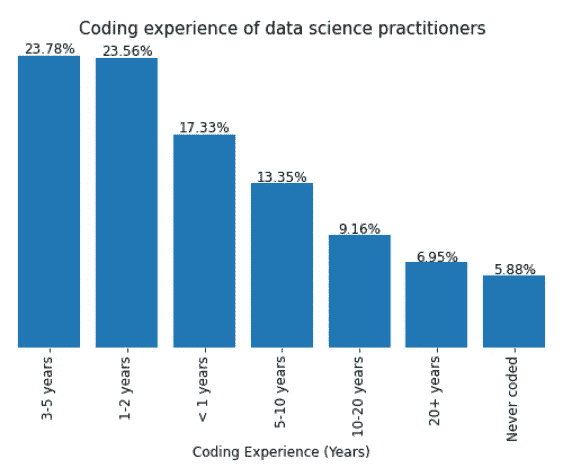 Coding experience of data science practitioners
23.78%
23.56%
17.33%
13.35%
9.16%
6.95%
5.88%
3-5 years
1-2 years
< 1 years
5-10 years
10-20 years
20+ years
Never coded
Coding Experience (Years)